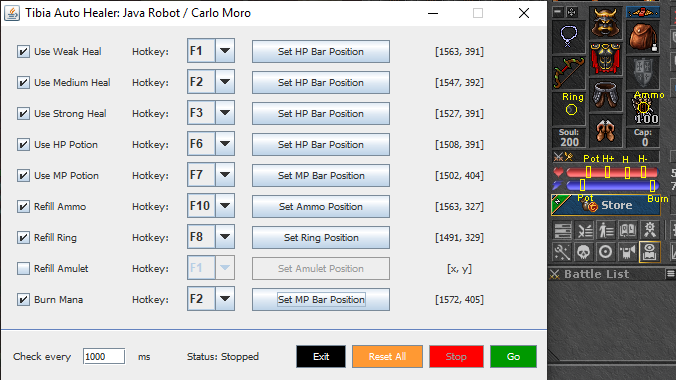 Tibia Auto Healer: Java Robot / Carlo Moro
Use Weak Heal Hotkey: F1 Set HP Bar Position [1563, 391]
Use Medium Heal Hotkey: F2 Set HP Bar Position [1547, 392]
Use Strong Heal Hotkey: F3 Set HP Bar Position [1527, 391]
Use HP Potion Hotkey: F6 Set HP Bar Position [1508, 391]
Use MP Potion Hotkey: F7 Set MP Bar Position [1502, 404]
Refill Ammo Hotkey: F10 Set Ammo Position [1563, 327]
Refill Ring Hotkey: F8 Set Ring Position [1491, 329]
Refill Amulet Hotkey: F1 Set Amulet Position [x, y]
Burn Mana Hotkey: F2 Set MP Bar Position [1572, 405]
Check every 1000 ms Status: Stopped Exit Reset All Stop Go
Ring Ammo
100
Soul: Cap:
200 0
Pot H+ H H-
5
7
Pot Burn
Store
Battle List